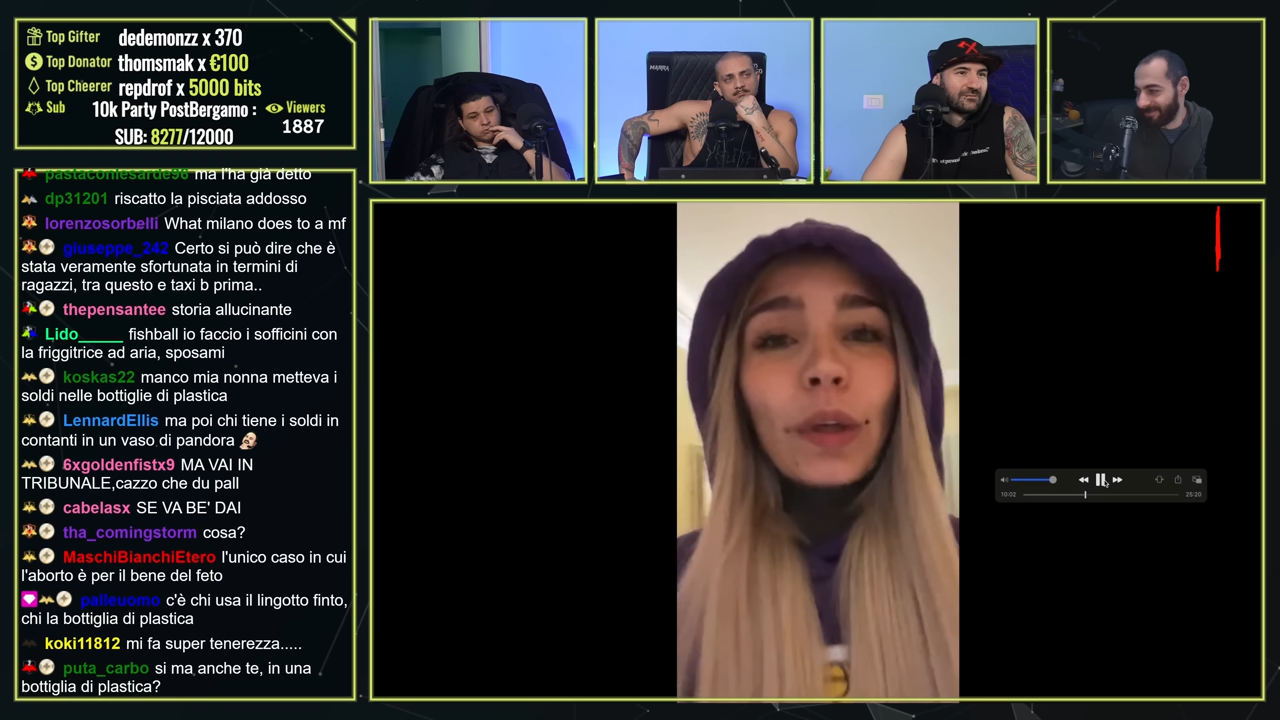 Top Gifter dedemonzz x 370
Top Donator thomsmak x €100
Top Cheerer repdrof x 5000 bits
Sub 10k Party PostBergamo :
SUB: 8277/12000
Viewers
1887
pastaconlesarde98 ma l'ha già detto
dp31201 riscatto la pisciata addosso
lorenzosorbelli What milano does to a mf
giuseppe_242 Certo si può dire che è
stata veramente sfortunata in termini di
ragazzi, tra questo e taxi b prima..
thepensantee storia allucinante
Lido_____ fishball io faccio i sofficini con
la friggitrice ad aria, sposami
koskas22 manco mia nonna metteva i
soldi nelle bottiglie di plastica
LennardEllis ma poi chi tiene i soldi in
contanti in un vaso di pandora
6xgoldenfistx9 MA VAI IN
TRIBUNALE,cazzo che du pall
cabelasx SE VA BE' DAI
tha_comingstorm cosa?
MaschiBianchiEtero l'unico caso in cui
l'aborto è per il bene del feto
palleuomo c'è chi usa il lingotto finto,
chi la bottiglia di plastica
koki11812 mi fa super tenerezza.....
puta_carbo si ma anche te, in una
bottiglia di plastica?
10:02
25:20